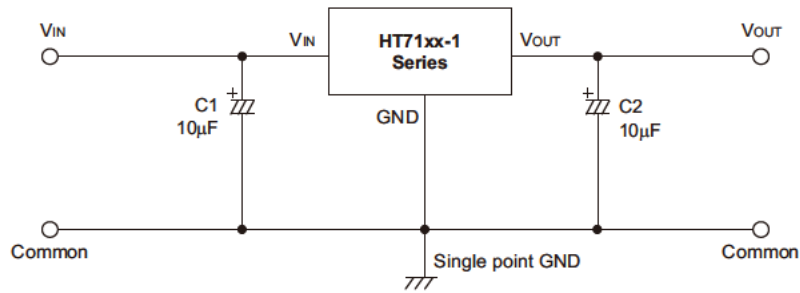 VIN
VIN
HT71xx-1
Series
VOUT
VOUT
+
C1
10μF
GND
+
C2
10μF
Common
Single point GND
Common